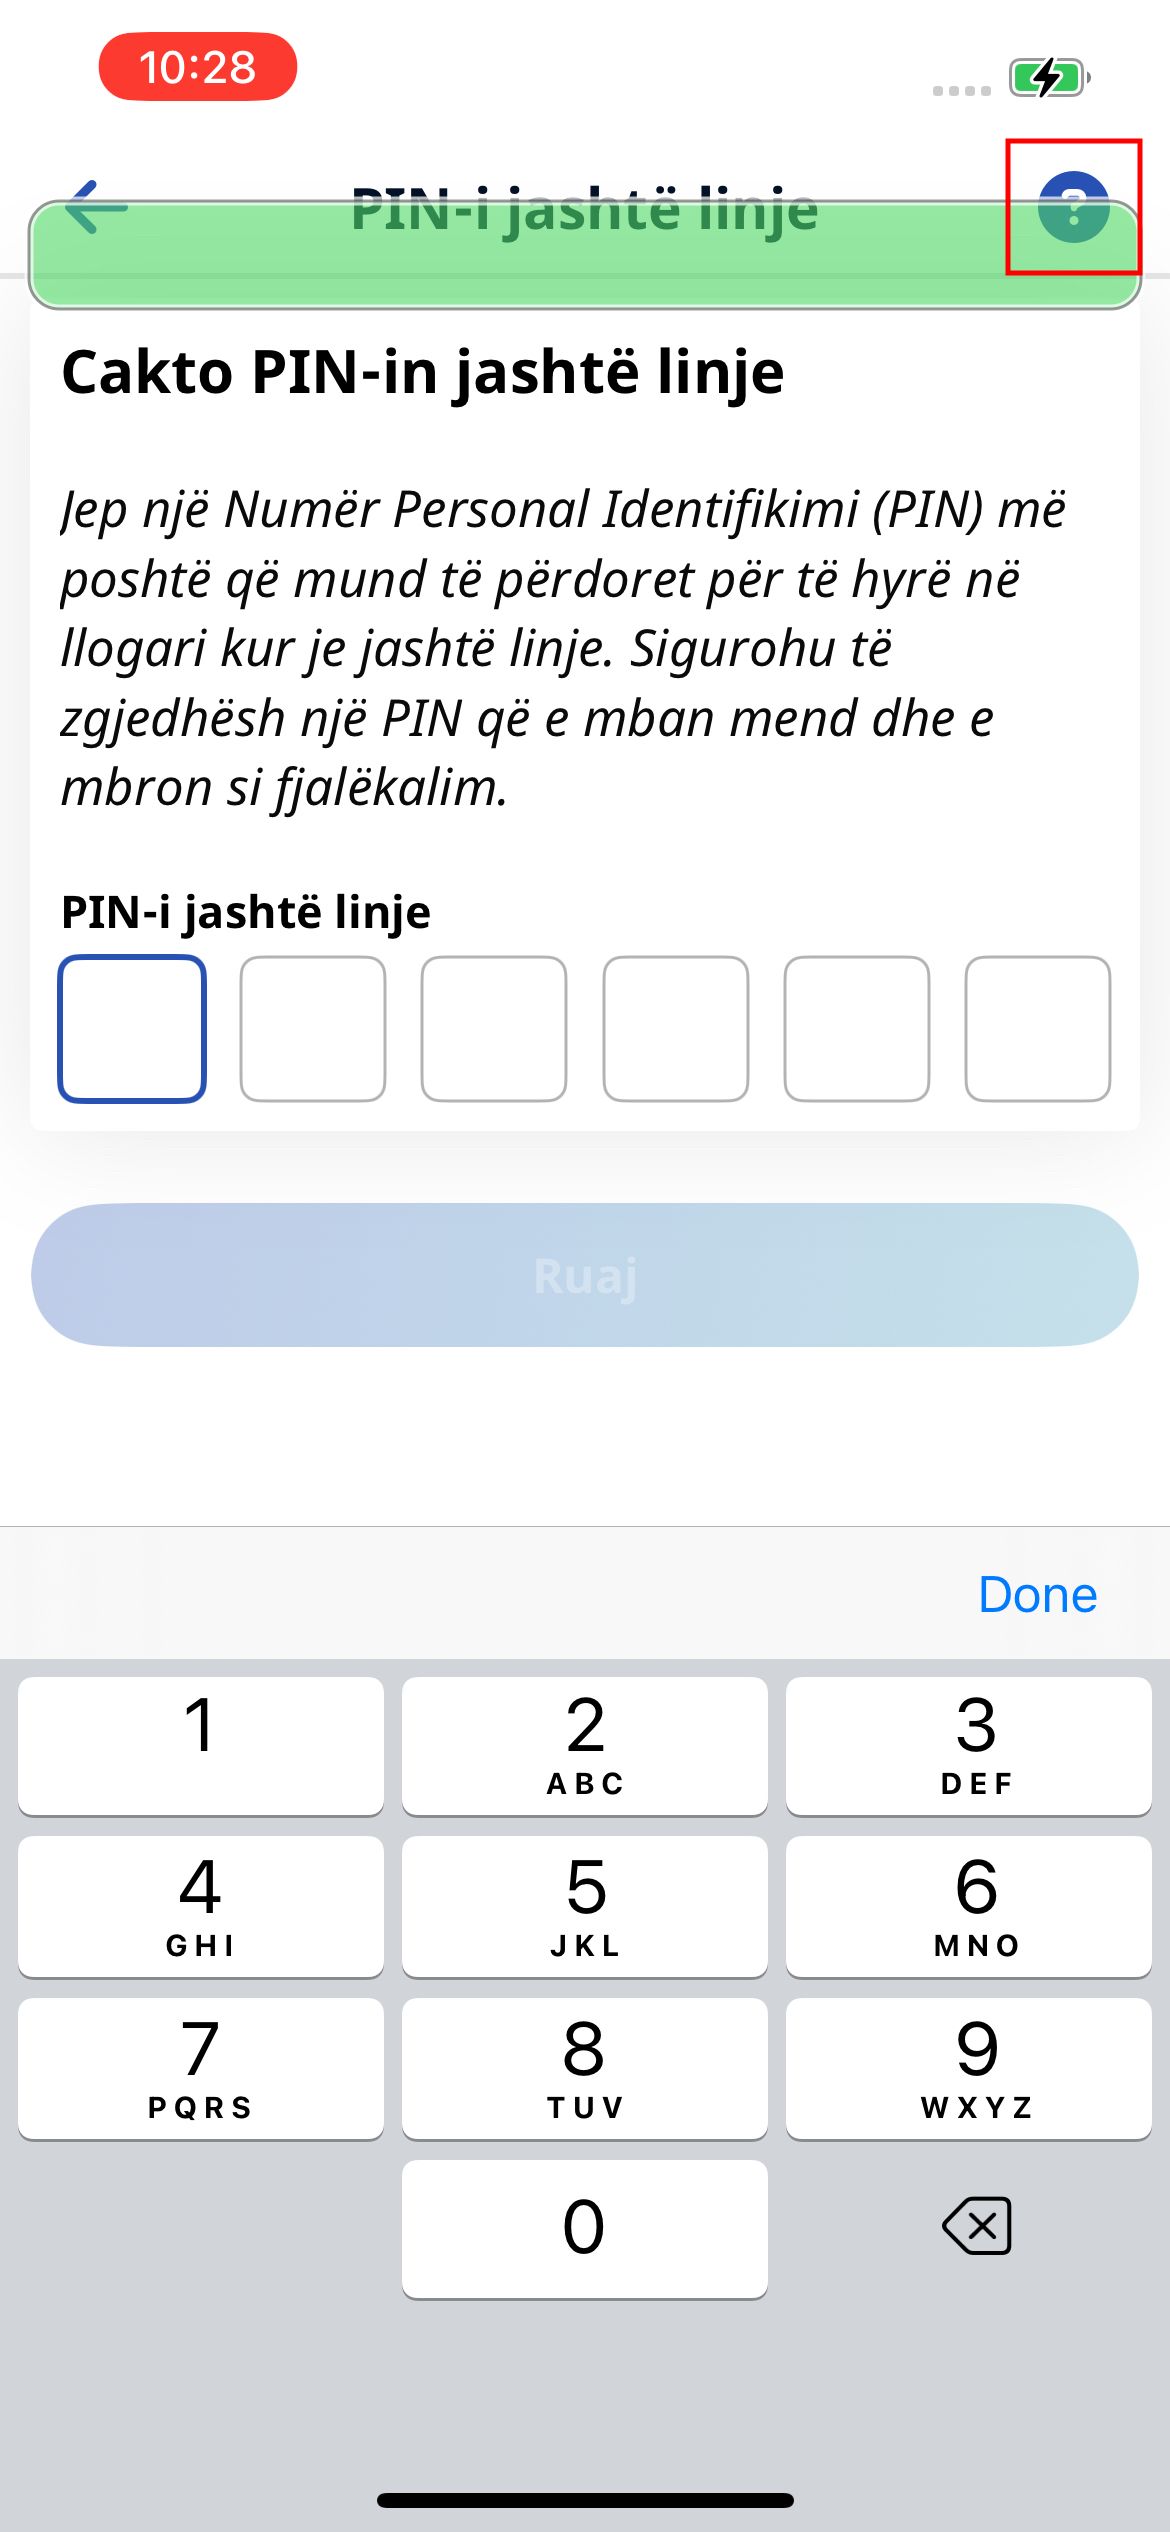 10:28
PIN-i jashtë linje
?
Cakto PIN-in jashtë linje
Jep një Numër Personal Identifikimi (PIN) më
poshtë që mund të përdoret për të hyrë në
llogari kur je jashtë linje. Sigurohu të
zgjedhësh një PIN që e mban mend dhe e
mbron si fjalëkalim.
PIN-i jashtë linje
Ruaj
Done
1 2 3
ABC DEF
4 5 6
GHI JKL MNO
7 8 9
PQRS TUV WXYZ
0